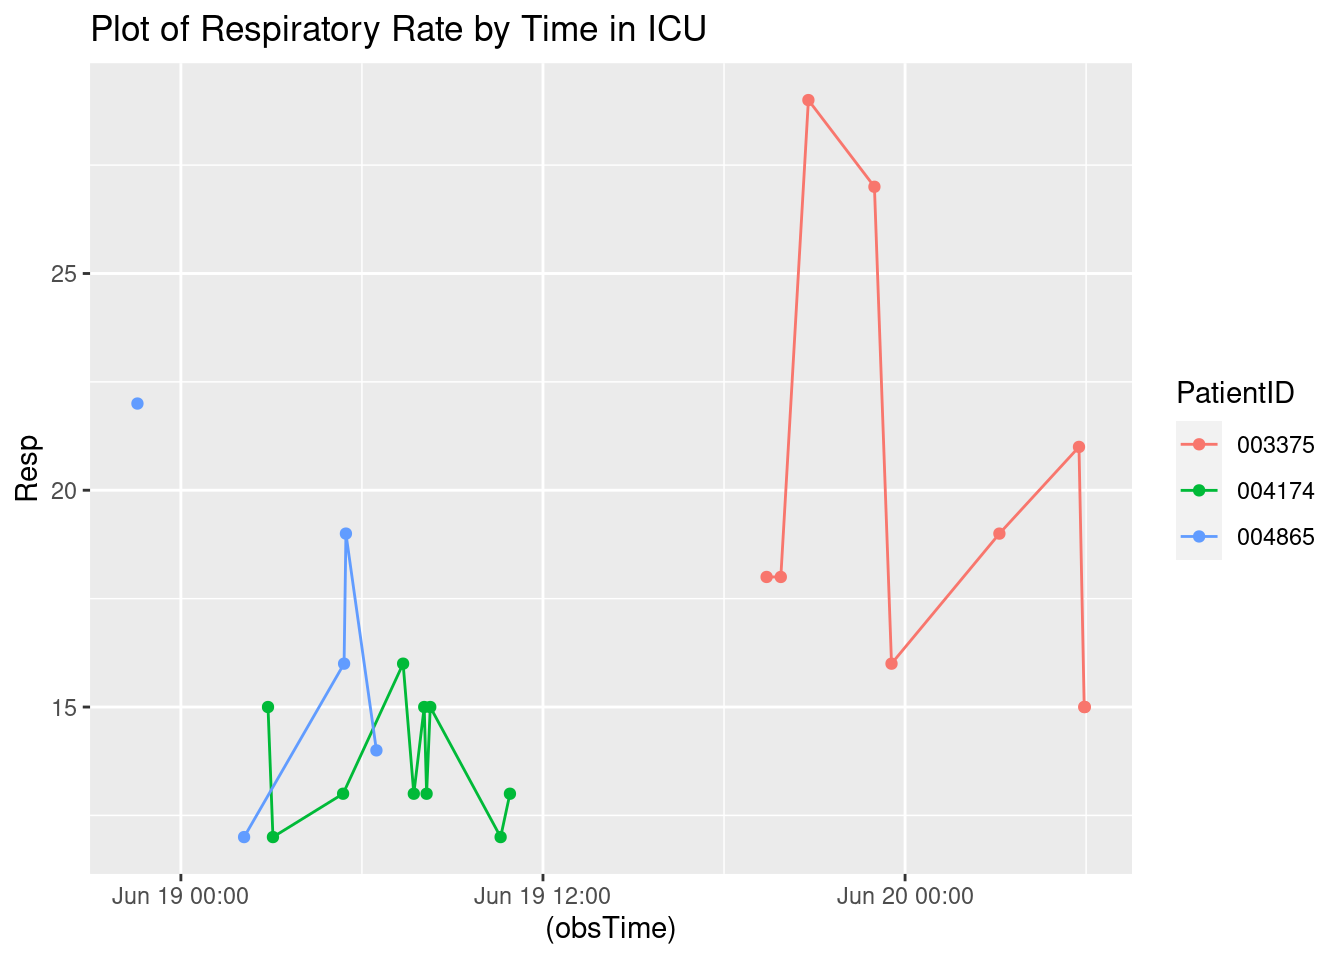 Plot of Respiratory Rate by Time in ICU
Resp
25
20
15
Jun 19 00:00
Jun 19 12:00
Jun 20 00:00
(obsTime)
PatientID
003375
004174
004865